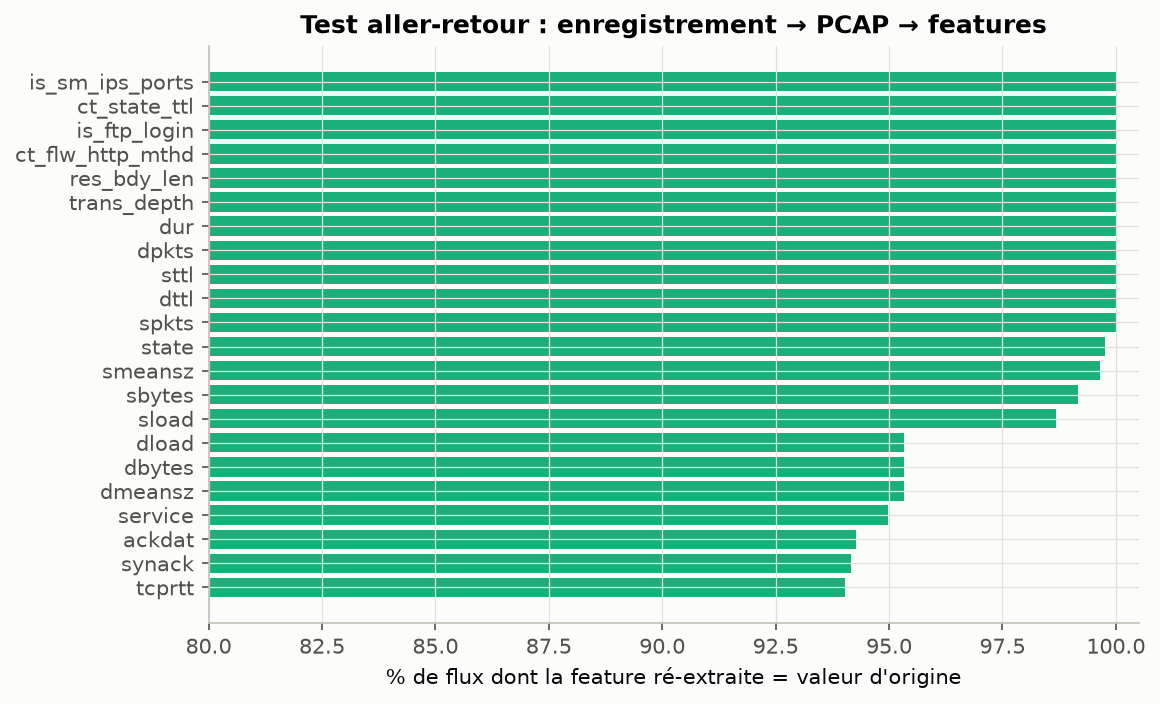 Test aller-retour : enregistrement → PCAP → features
is_sm_ips_ports
ct_state_ttl
is_ftp_login
ct_flw_http_mthd
res_bdy_len
trans_depth
dur
dpkts
sttl
dttl
spkts
state
smeansz
sbytes
sload
dload
dbytes
dmeansz
service
ackdat
synack
tcprtt
80.0 82.5 85.0 87.5 90.0 92.5 95.0 97.5 100.0
% de flux dont la feature ré-extraite = valeur d'origine